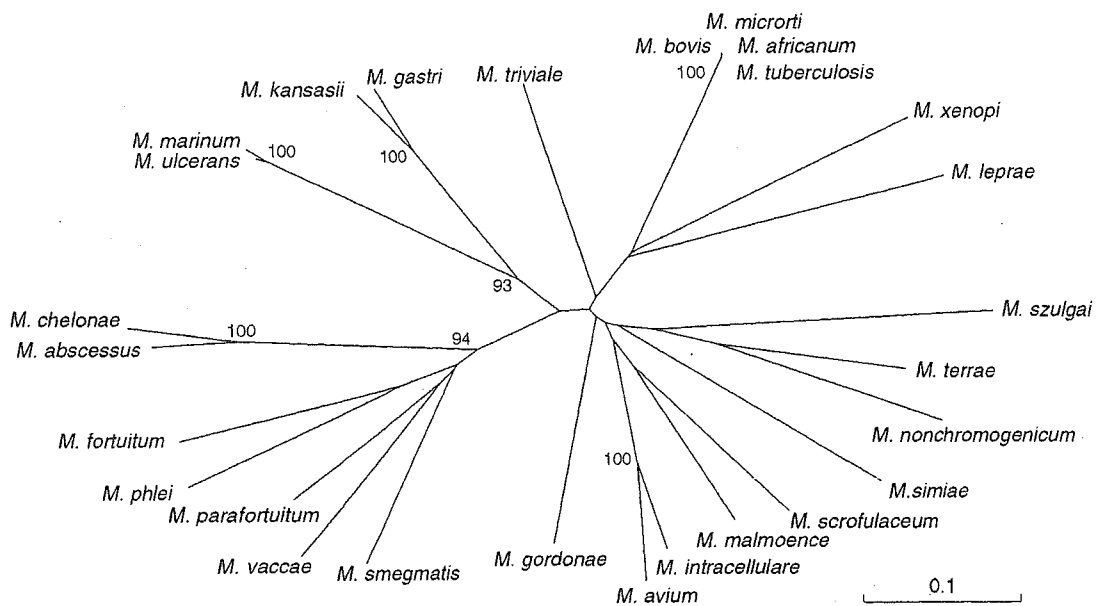 M. microrti
M. bovis M. africanum
100 M. tuberculosis
M. gastri
M. triviale
M. kansasii
M. xenopi
M. marinum
100
M. ulcerans
100
M. leprae
93
M. szulgai
M. chelonae
100
94
M. abscessus
M. terrae
M. fortuitum
M. nonchromogenicum
100
M. phlei
M.simiae
M. parafortuitum
M. scrofulaceum
M. malmoence
M. gordonae
M. vaccae
M. smegmatis
M. intracellulare
M. avium
0.1